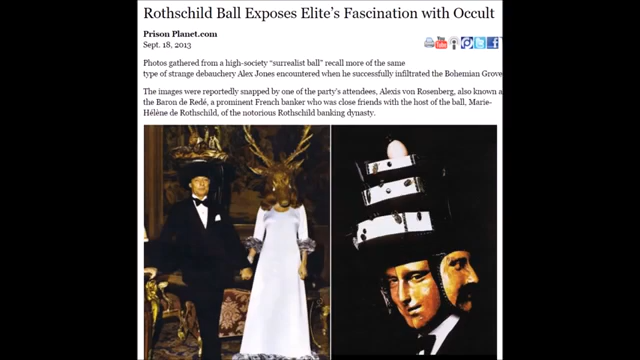 Rothschild Ball Exposes Elite's Fascination with Occult
Prison Planet.com
Sept. 18, 2013
Photos gathered from a high-society “surrealist ball” recall more of the same
type of strange debauchery Alex Jones encountered when he successfully infiltrated the Bohemian Grove
The images were reportedly snapped by one of the party's attendees, Alexis von Rosenberg, also known a
the Baron de Redé, a prominent French banker who was close friends with the host of the ball, Marie-
Hélène de Rothschild, of the notorious Rothschild banking dynasty.